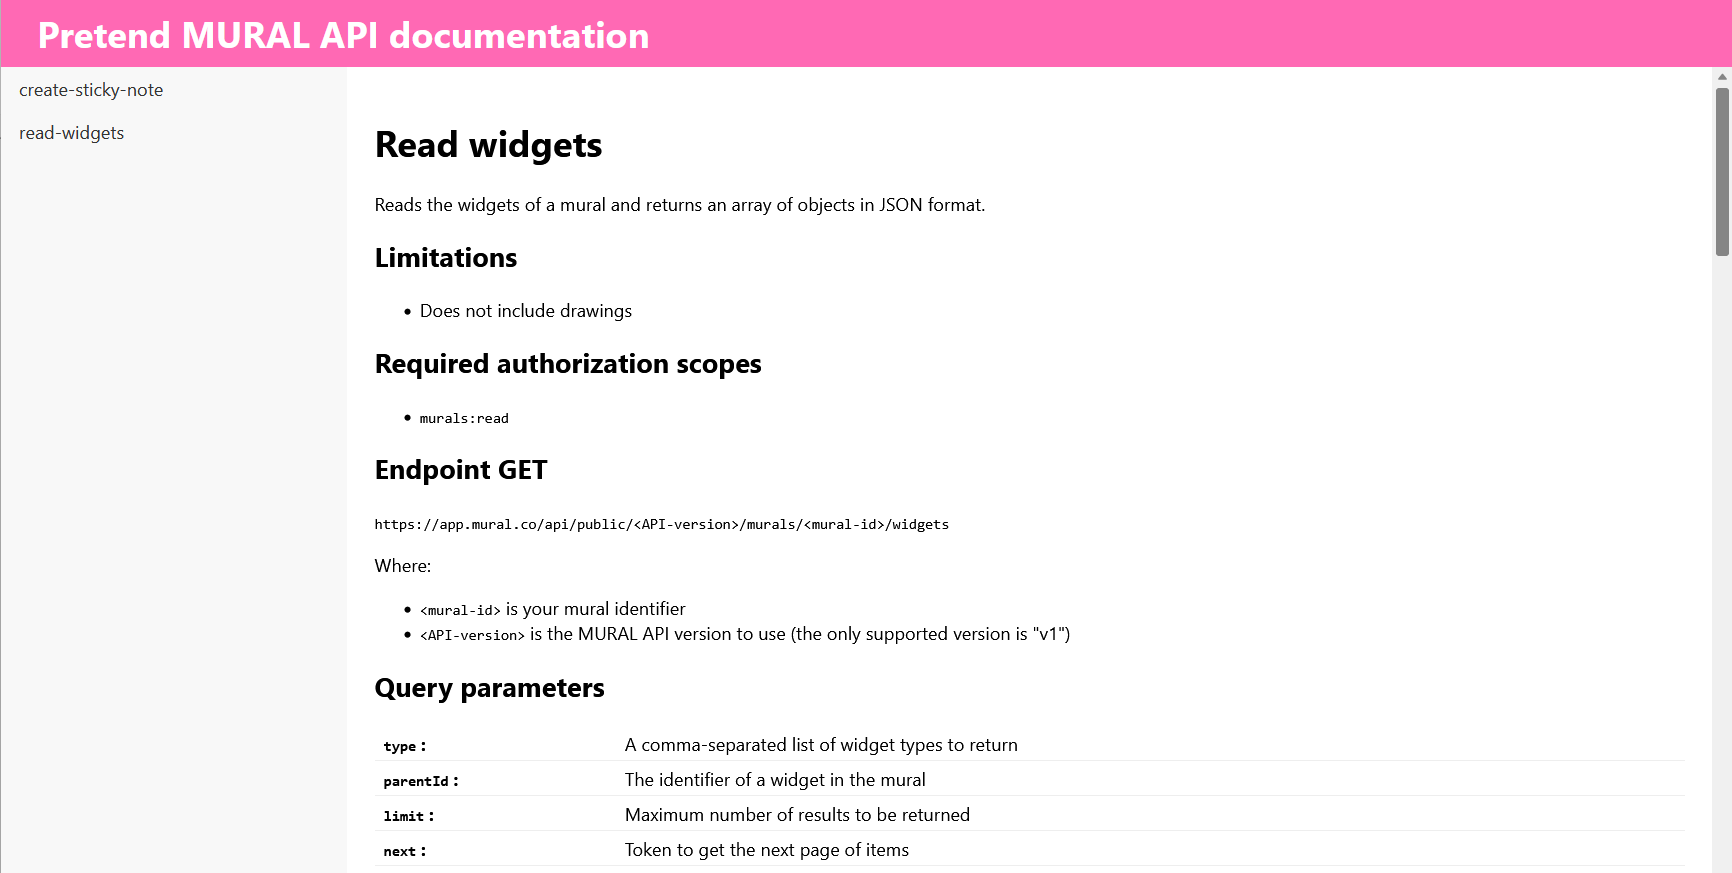 Pretend MURAL API documentation
create-sticky-note
read-widgets
Read widgets
Reads the widgets of a mural and returns an array of objects in JSON format.
Limitations
• Does not include drawings
Required authorization scopes
• murals:read
Endpoint GET
https://app.mural.co/api/public/<API-version>/murals/<mural-id>/widgets
Where:
• <mural-id> is your mural identifier
• <API-version> is the MURAL API version to use (the only supported version is "v1")
Query parameters
type: A comma-separated list of widget types to return
parentId: The identifier of a widget in the mural
limit: Maximum number of results to be returned
next: Token to get the next page of items